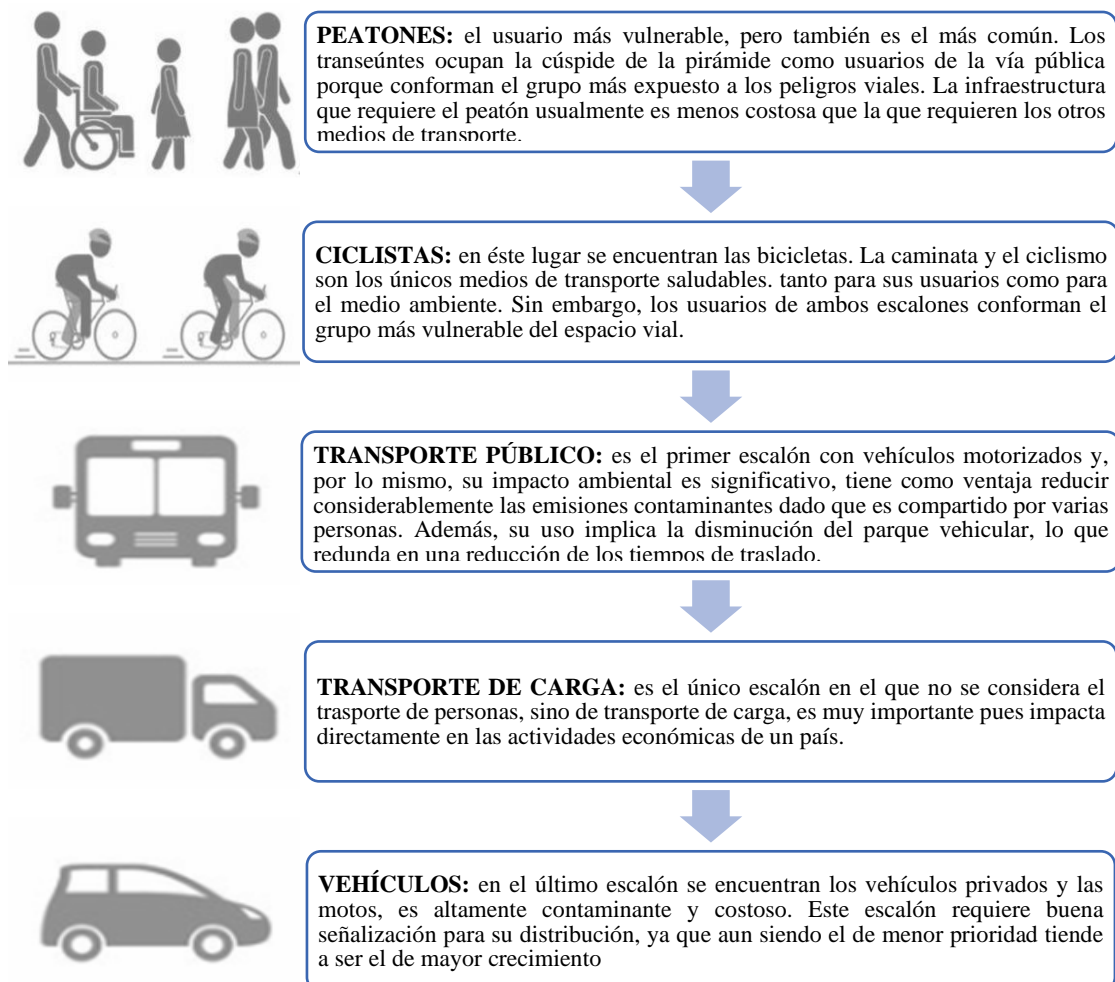 PEATONES: el usuario más vulnerable, pero también es el más común. Los
transeúntes ocupan la cúspide de la pirámide como usuarios de la vía pública
porque conforman el grupo más expuesto a los peligros viales. La infraestructura
que requiere el peatón usualmente es menos costosa que la que requieren los otros
medios de transporte.
CICLISTAS: en éste lugar se encuentran las bicicletas. La caminata y el ciclismo
son los únicos medios de transporte saludables. tanto para sus usuarios como para
el medio ambiente. Sin embargo, los usuarios de ambos escalones conforman el
grupo más vulnerable del espacio vial.
TRANSPORTE PÚBLICO: es el primer escalón con vehículos motorizados y,
por lo mismo, su impacto ambiental es significativo, tiene como ventaja reducir
considerablemente las emisiones contaminantes dado que es compartido por varias
personas. Además, su uso implica la disminución del parque vehicular, lo que
redunda en una reducción de los tiempos de traslado.
TRANSPORTE DE CARGA: es el único escalón en el que no se considera el
trasporte de personas, sino de transporte de carga, es muy importante pues impacta
directamente en las actividades económicas de un país.
VEHÍCULOS: en el último escalón se encuentran los vehículos privados y las
motos, es altamente contaminante y costoso. Este escalón requiere buena
señalización para su distribución, ya que aun siendo el de menor prioridad tiende
a ser el de mayor crecimiento